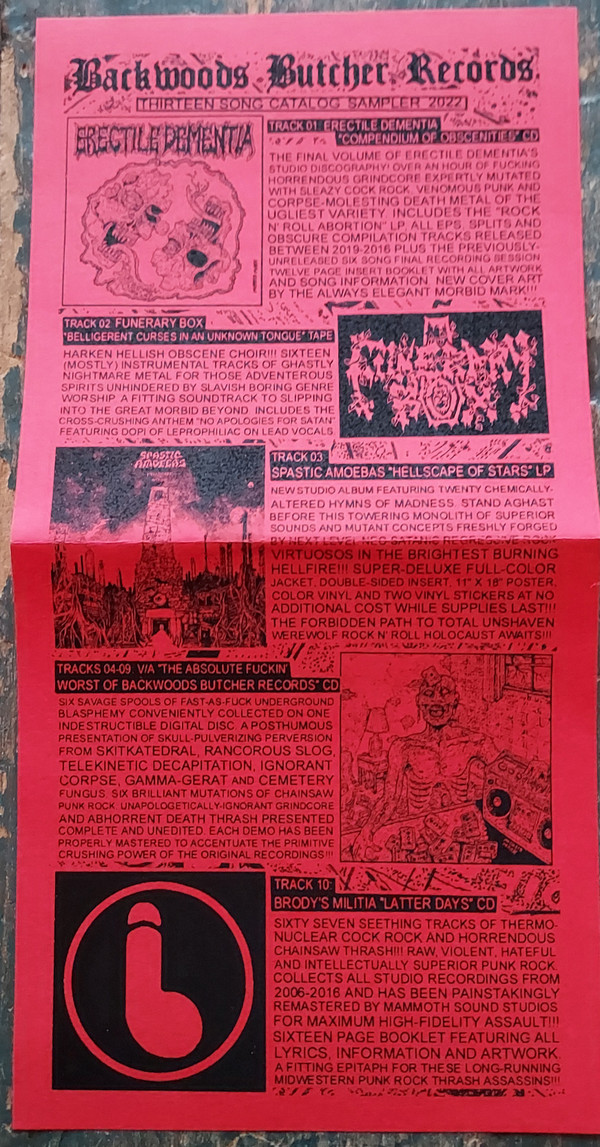 Backwoods Butcher Records
THIRTEEN SONG CATALOG SAMPLER 2022
ERECTILE DEMENTIA
TRACK 01 ERECTILE DEMENTIA
"COMPENDIUM OF OBSCENITIES" CD
THE FINAL VOLUME OF ERECTILE DEMENTIA'S
STUDIO DISCOGRAPHY! OVER AN HOUR OF FUCKING
HORRENDOUS GRINDCORE EXPERTLY MUTATED
WITH SLEAZY COCK ROCK, VENOMOUS PUNK AND
CORPSE-MOLESTING DEATH METAL OF THE
UGLIEST VARIETY. INCLUDES THE "ROCK
N' ROLL ABORTION" LP, ALL EPS, SPLITS AND
OBSCURE COMPILATION TRACKS RELEASED
BETWEEN 2019-2016 PLUS THE PREVIOUSLY-
UNRELEASED SIX SONG FINAL RECORDING SESSION.
TWELVE PAGE INSERT BOOKLET WITH ALL ARTWORK
AND SONG INFORMATION. NEW COVER ART
BY THE ALWAYS ELEGANT MORBID MARK!!!
TRACK 02 FUNERARY BOX
"BELLIGERENT CURSES IN AN UNKNOWN TONGUE" TAPE
HARKEN HELLISH OBSCENE CHOIR!!! SIXTEEN
(MOSTLY) INSTRUMENTAL TRACKS OF GHASTLY
NIGHTMARE METAL FOR THOSE ADVENTEROUS
SPIRITS UNHINDERED BY SLAVISH BORING GENRE
WORSHIP. A FITTING SOUNDTRACK TO SLIPPING
INTO THE GREAT MORBID BEYOND. INCLUDES THE
CROSS-CRUSHING ANTHEM "NO APOLOGIES FOR SATAN"
FEATURING DOPI OF LEPROPHILIAC ON LEAD VOCALS
FUNERARY BOX
SPASTIC
AMOEBAS
TRACK 03
SPASTIC AMOEBAS "HELLSCAPE OF STARS" LP
NEW STUDIO ALBUM FEATURING TWENTY CHEMICALLY-
ALTERED HYMNS OF MADNESS. STAND AGHAST
BEFORE THIS TOWERING MONOLITH OF SUPERIOR
SOUNDS AND MUTANT CONCEPTS FRESHLY FORGED
BY NEXT LEVEL NEO SATANIC REGRESSIVE ROCK
VIRTUOSOS IN THE BRIGHTEST BURNING
HELLFIRE!!! SUPER-DELUXE FULL-COLOR
JACKET, DOUBLE-SIDED INSERT, 11" X 18" POSTER,
COLOR VINYL AND TWO VINYL STICKERS AT NO
ADDITIONAL COST WHILE SUPPLIES LAST!!!
THE FORBIDDEN PATH TO TOTAL UNSHAVEN
WEREWOLF ROCK N' ROLL HOLOCAUST AWAITS!!!
TRACKS 04-09 V/A "THE ABSOLUTE FUCKIN'
WORST OF BACKWOODS BUTCHER RECORDS" CD
SIX SAVAGE SPOOLS OF FAST-AS-FUCK UNDERGROUND
BLASPHEMY CONVENIENTLY COLLECTED ON ONE
INDESTRUCTIBLE DIGITAL DISC. A POSTHUMOUS
PRESENTATION OF SKULL-PULVERIZING PERVERSION
FROM SKITKATEDRAL, RANCOROUS SLOG,
TELEKINETIC DECAPITATION, IGNORANT
CORPSE, GAMMA-GERAT AND CEMETERY
FUNGUS. SIX BRILLIANT MUTATIONS OF CHAINSAW
PUNK ROCK, UNAPOLOGETICALLY-IGNORANT GRINDCORE
AND ABHORRENT DEATH THRASH PRESENTED
COMPLETE AND UNEDITED. EACH DEMO HAS BEEN
PROPERLY MASTERED TO ACCENTUATE THE PRIMITIVE
CRUSHING POWER OF THE ORIGINAL RECORDINGS!!!
TRACK 10:
BRODY'S MILITIA "LATTER DAYS" CD
SIXTY SEVEN SEETHING TRACKS OF THERMO-
NUCLEAR COCK ROCK AND HORRENDOUS
CHAINSAW THRASH!!! RAW, VIOLENT, HATEFUL
AND INTELLECTUALLY SUPERIOR PUNK ROCK.
COLLECTS ALL STUDIO RECORDINGS FROM
2006-2016 AND HAS BEEN PAINSTAKINGLY
REMASTERED BY MAMMOTH SOUND STUDIOS
FOR MAXIMUM HIGH-FIDELITY ASSAULT!!!
SIXTEEN PAGE BOOKLET FEATURING ALL
LYRICS, INFORMATION AND ARTWORK.
A FITTING EPITAPH FOR THESE LONG-RUNNING
MIDWESTERN PUNK ROCK THRASH ASSASSINS!!!